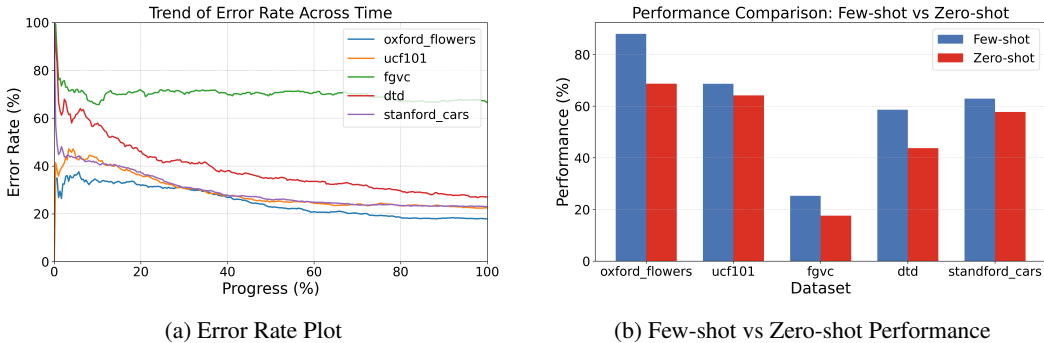 Trend of Error Rate Across Time
100
80
60
40
20
0
Error Rate (%)
oxford_flowers
ucf101
fgvc
dtd
stanford_cars
0 20 40 60 80 100
Progress (%)
(a) Error Rate Plot
Performance Comparison: Few-shot vs Zero-shot
80
60
40
20
0
Performance (%)
Few-shot
Zero-shot
oxford_flowers ucf101 fgvc dtd standford_cars
Dataset
(b) Few-shot vs Zero-shot Performance